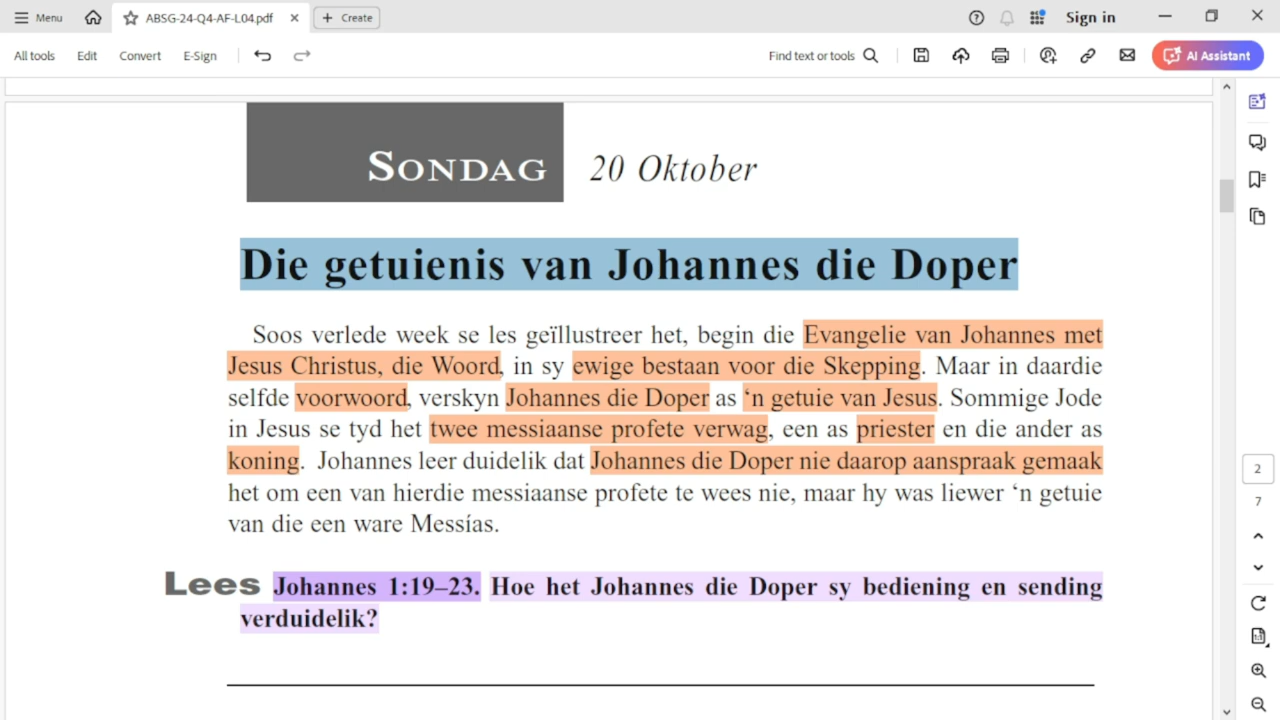 Menu
ABSG-24-Q4-AF-L04.pdf
Create
Sign in
All tools
Edit
Convert
E-Sign
Find text or tools
AI Assistant
SONDAG
20 Oktober
Die getuienis van Johannes die Doper
Soos verlede week se les geïllustreer het, begin die Evangelie van Johannes met
Jesus Christus, die Woord, in sy ewige bestaan voor die Skepping. Maar in daardie
selfde voorwoord, verskyn Johannes die Doper as ‘n getuie van Jesus. Sommige Jode
in Jesus se tyd het twee messiaanse profete verwag, een as priester en die ander as
koning. Johannes leer duidelik dat Johannes die Doper nie daarop aanspraak gemaak
het om een van hierdie messiaanse profete te wees nie, maar hy was liewer ‘n getuie
van die een ware Messías.
Lees Johannes 1:19–23. Hoe het Johannes die Doper sy bediening en sending
verduidelik?
2
7
1:1